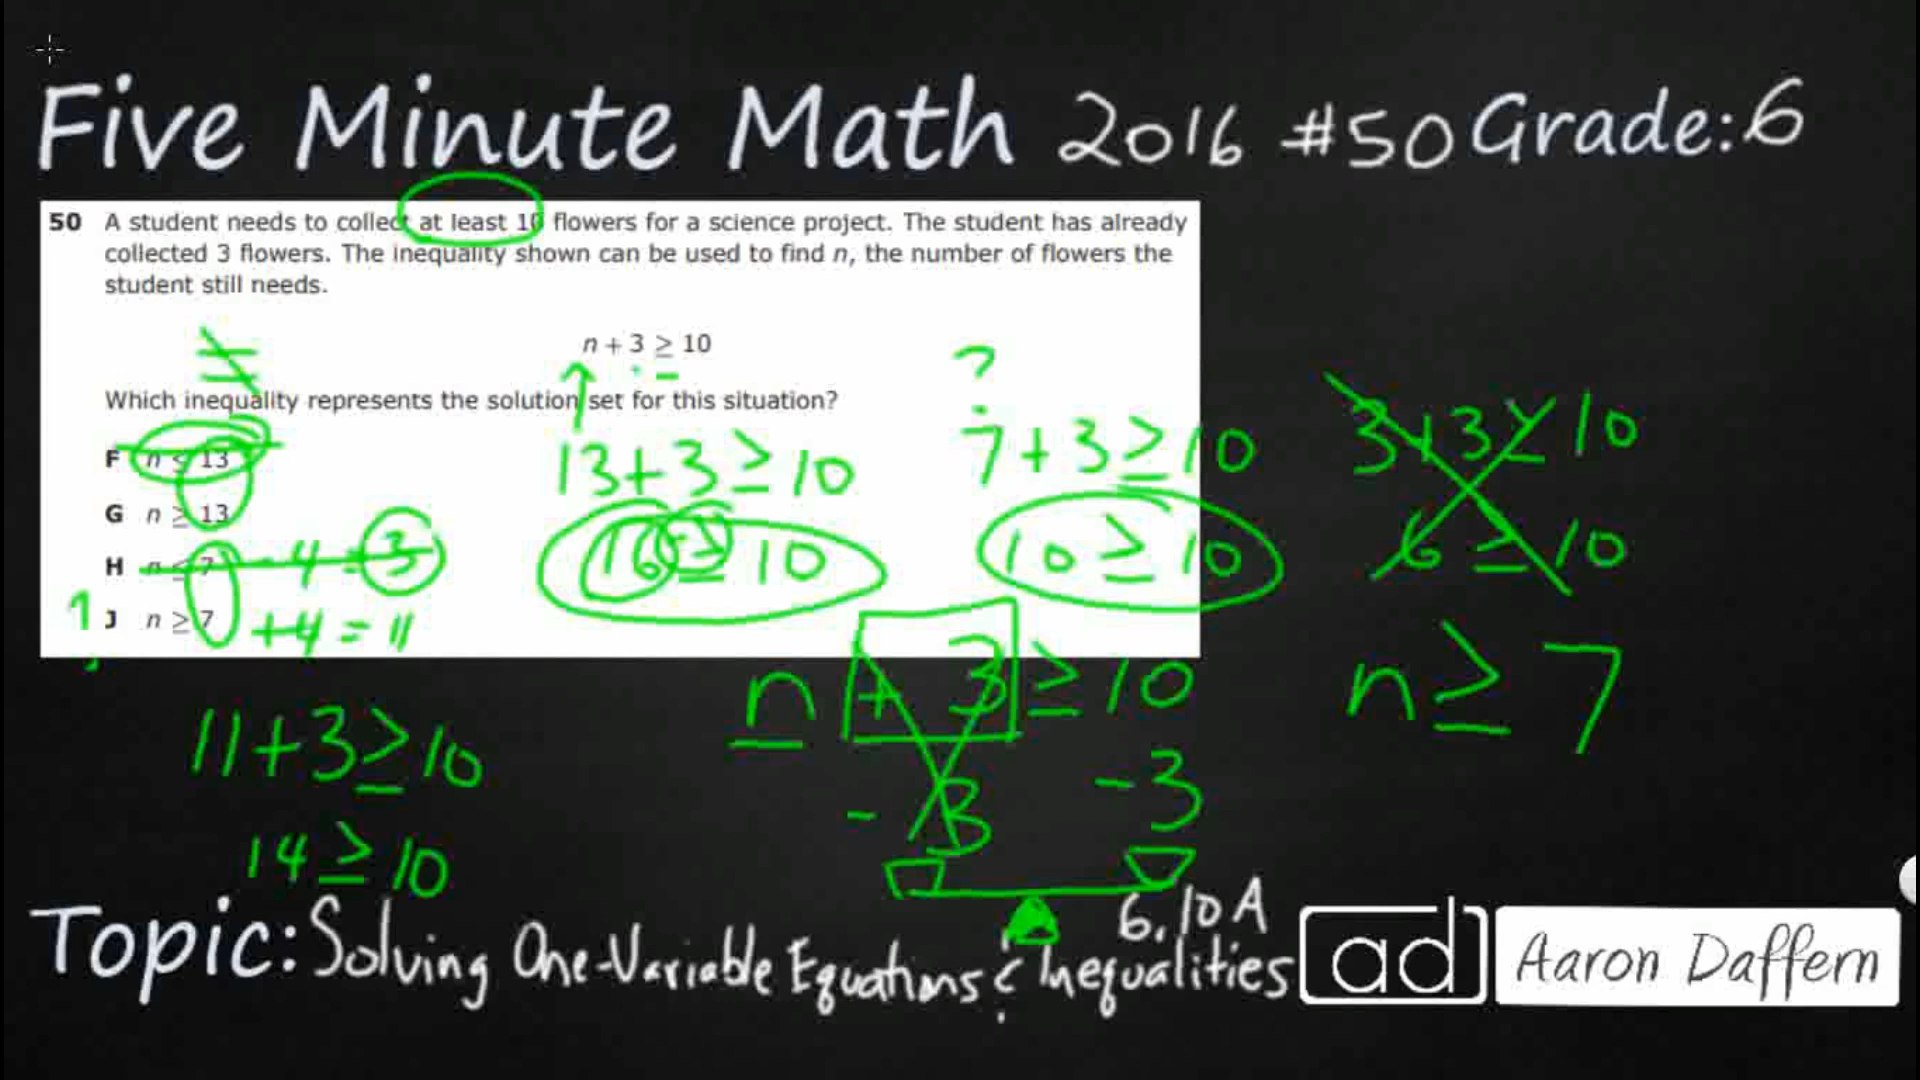 Five Minute Math 2016 #50 Grade: 6
50 A student needs to collect at least 10 flowers for a science project. The student has already
collected 3 flowers. The inequality shown can be used to find n, the number of flowers the
student still needs.
n + 3 ≥ 10
?
Which inequality represents the solution set for this situation?
F n ≤ 13
13+3≥10
7+3≥10
3+3≥10
G n ≥ 13
16≥10
10≥10
6≥10
H n ≤ 7 -4=3
J n ≥ 7 +4=11
n+3≥10
n≥7
11+3≥10
-3 -3
14≥10
6.10A
Topic: Solving One-Variable Equations & Inequalities
ad Aaron Daffern